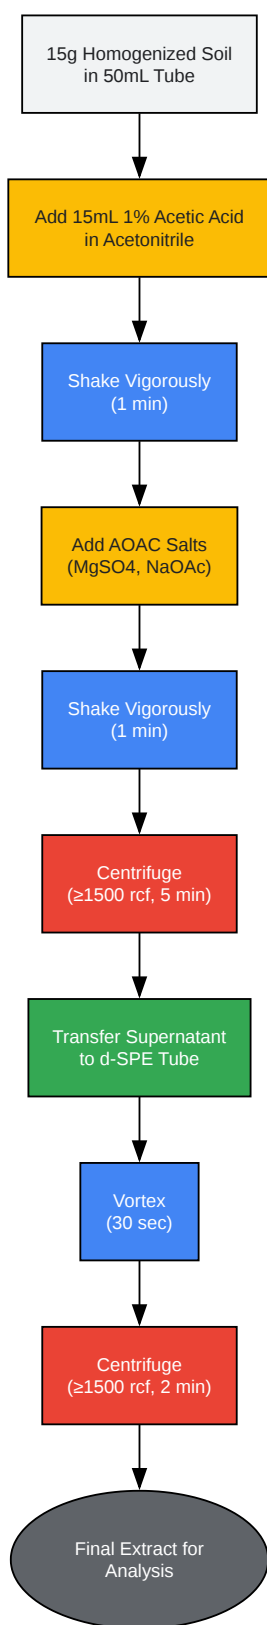 15g Homogenized Soil
in 50mL Tube
Add 15mL 1% Acetic Acid
in Acetonitrile
Shake Vigorously
(1 min)
Add AOAC Salts
(MgSO4, NaOAc)
Shake Vigorously
(1 min)
Centrifuge
(≥1500 rcf, 5 min)
Transfer Supernatant
to d-SPE Tube
Vortex
(30 sec)
Centrifuge
(≥1500 rcf, 2 min)
Final Extract for
Analysis